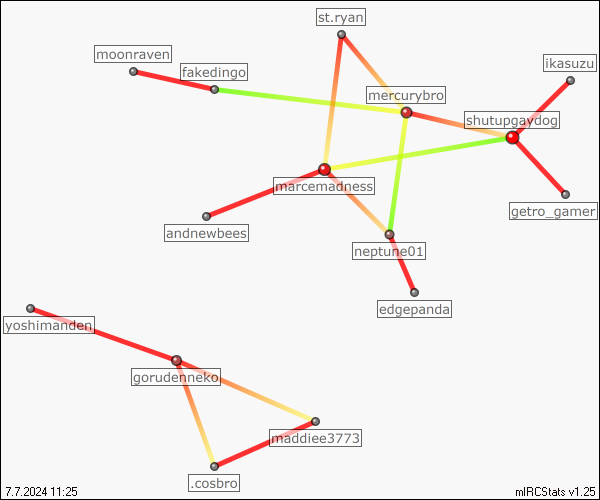 st.ryan
moonraven
ikasuzu
fakedingo
mercurybro
shutupgavdog
marcemadness
getro_gamer
andnewbees
neptune01
edgepanda
yoshimanden
gorudenneko
maddiee3773
.cosbro
7.7.2024 11:25
mIRCStats v1.25